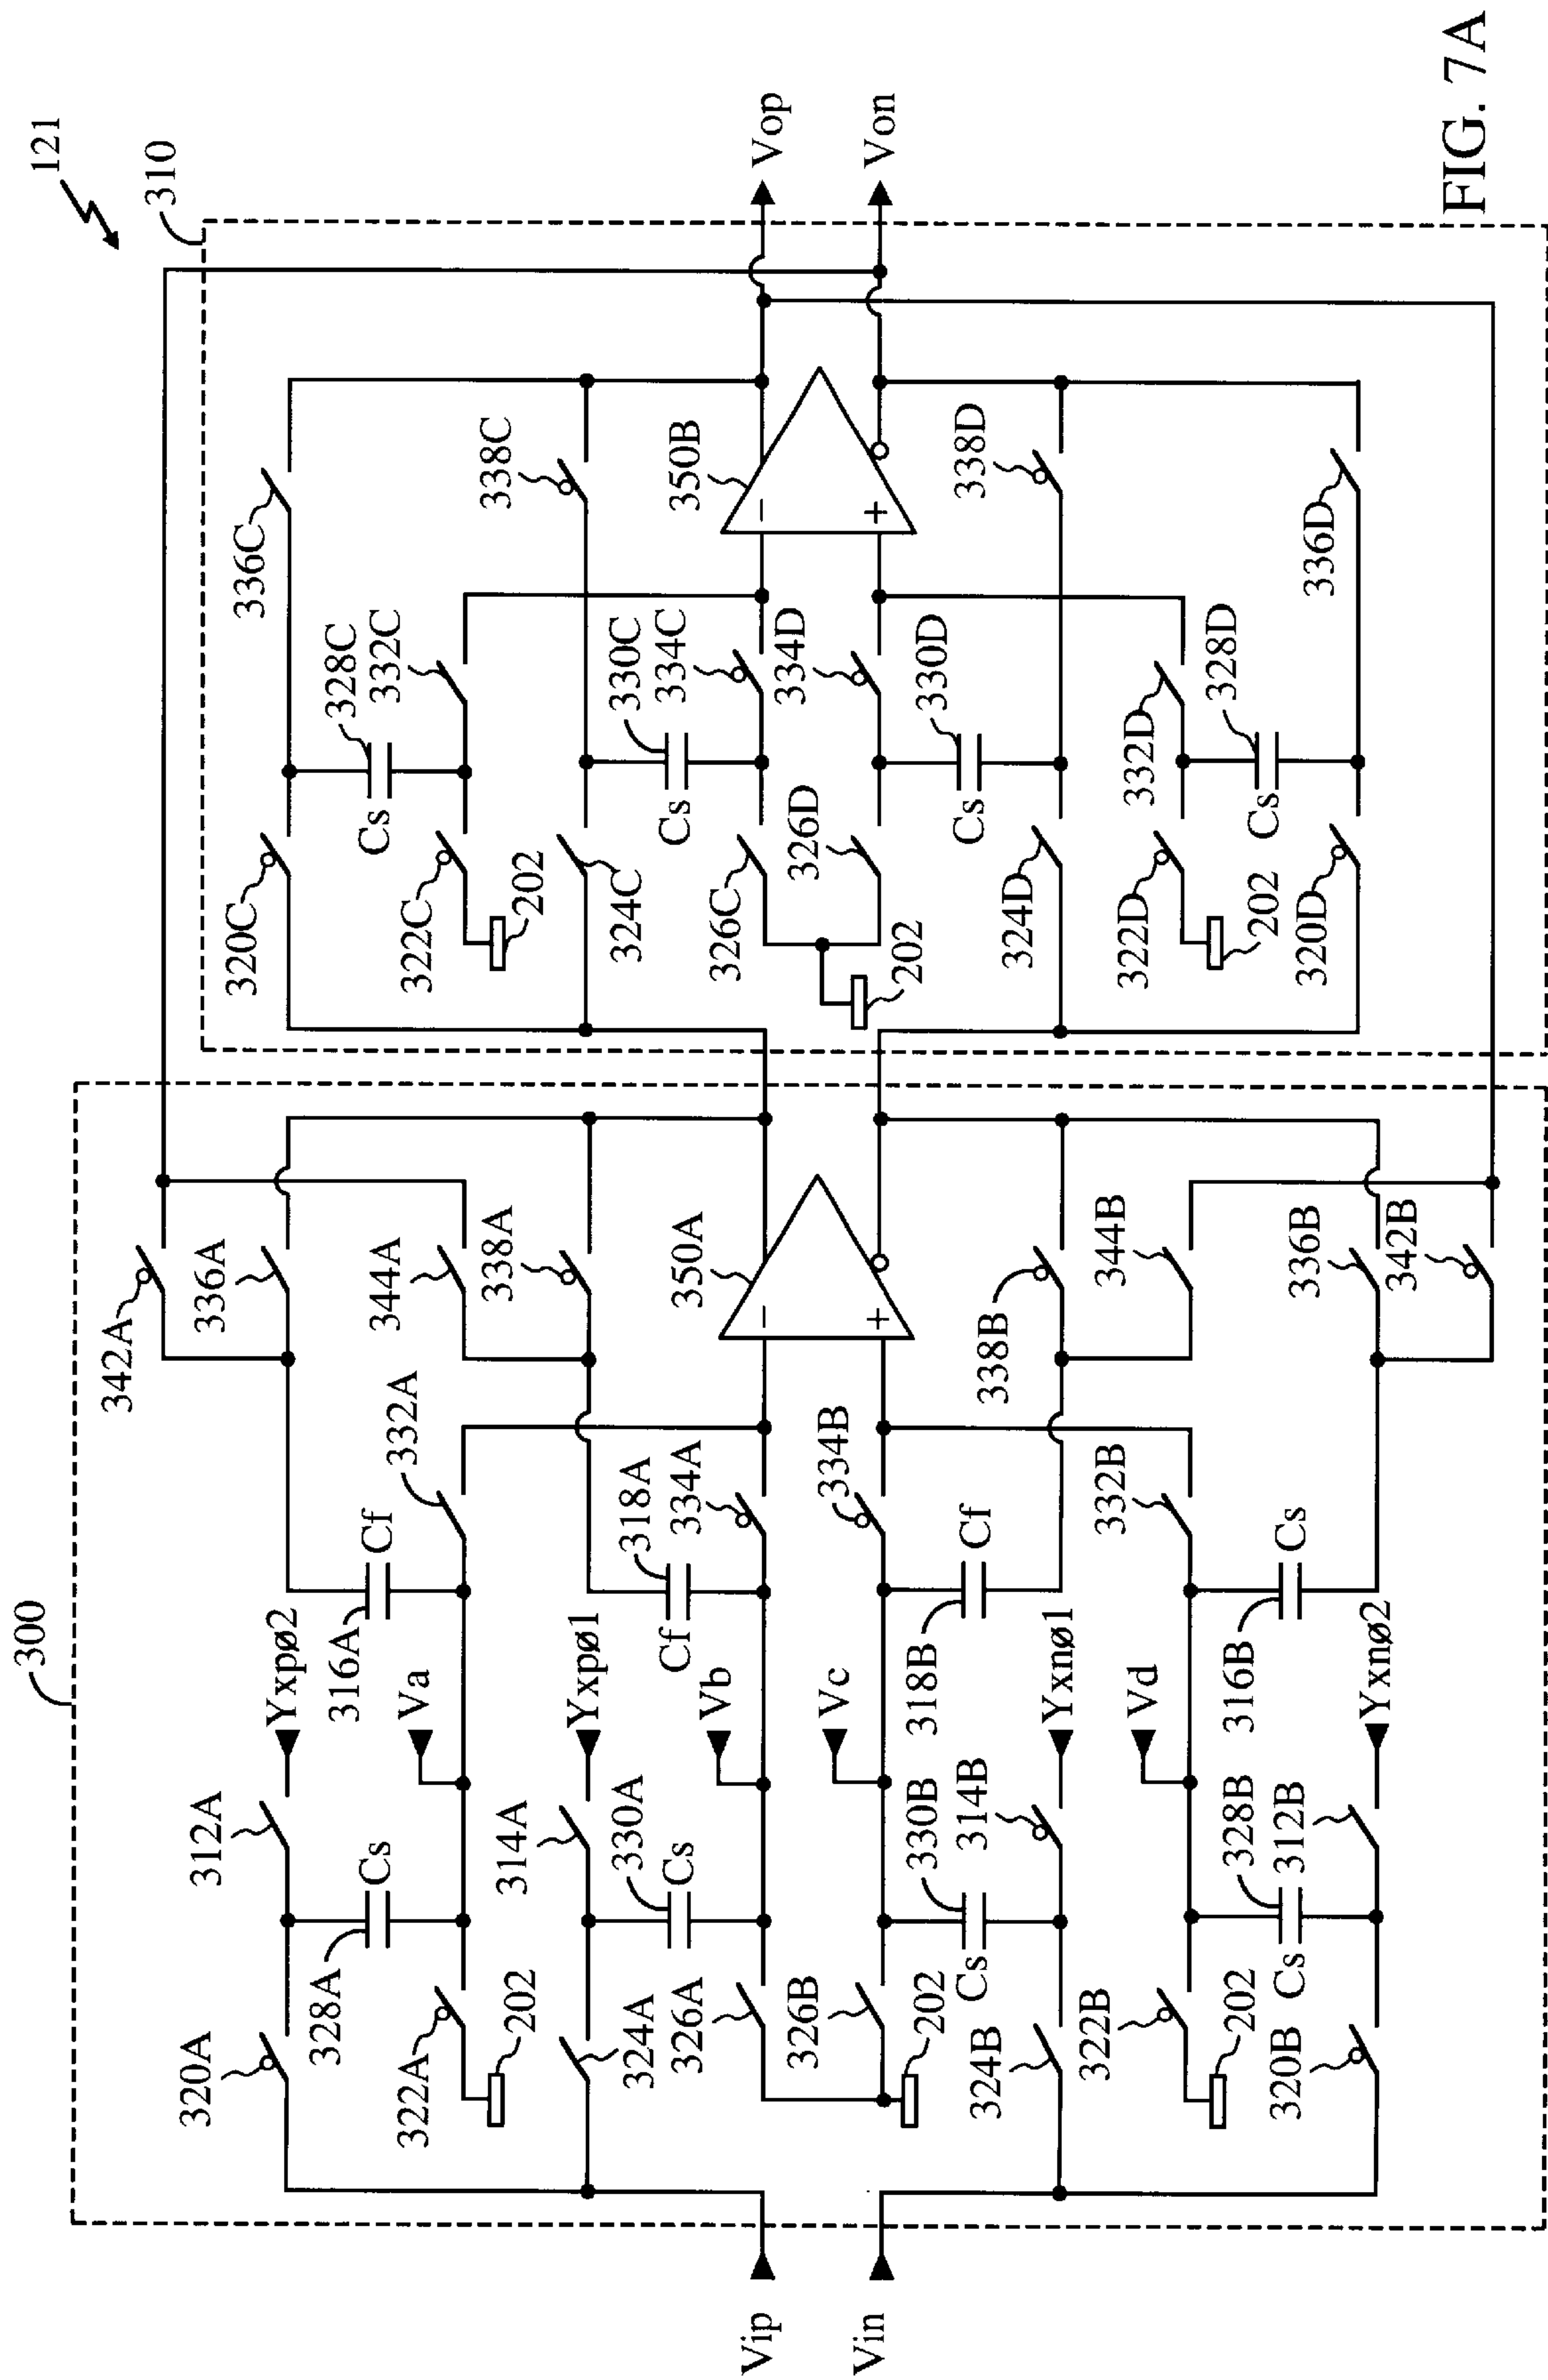 121
300
310
342A
336A
344A
338A
332A
320A
312A
Yxpø2
328A
Cs
316A
Cf
322A
202
Va
324A
314A
Yxpø1
330A
Cs
318A
Cf
334A
326A
Vb
350A
−
+
Vip
Vin
326B
Vc
334B
202
330B
Cs
318B
Cf
338B
324B
314B
Yxnø1
344B
322B
Vd
332B
202
328B
Cs
316B
Cs
336B
320B
312B
Yxnø2
342B
320C
336C
328C
Cs
332C
322C
202
338C
324C
330C
Cs
334C
326C
350B
−
+
Vop
Von
326D
334D
202
330D
Cs
324D
338D
322D
332D
202
328D
Cs
320D
336D
FIG. 7A